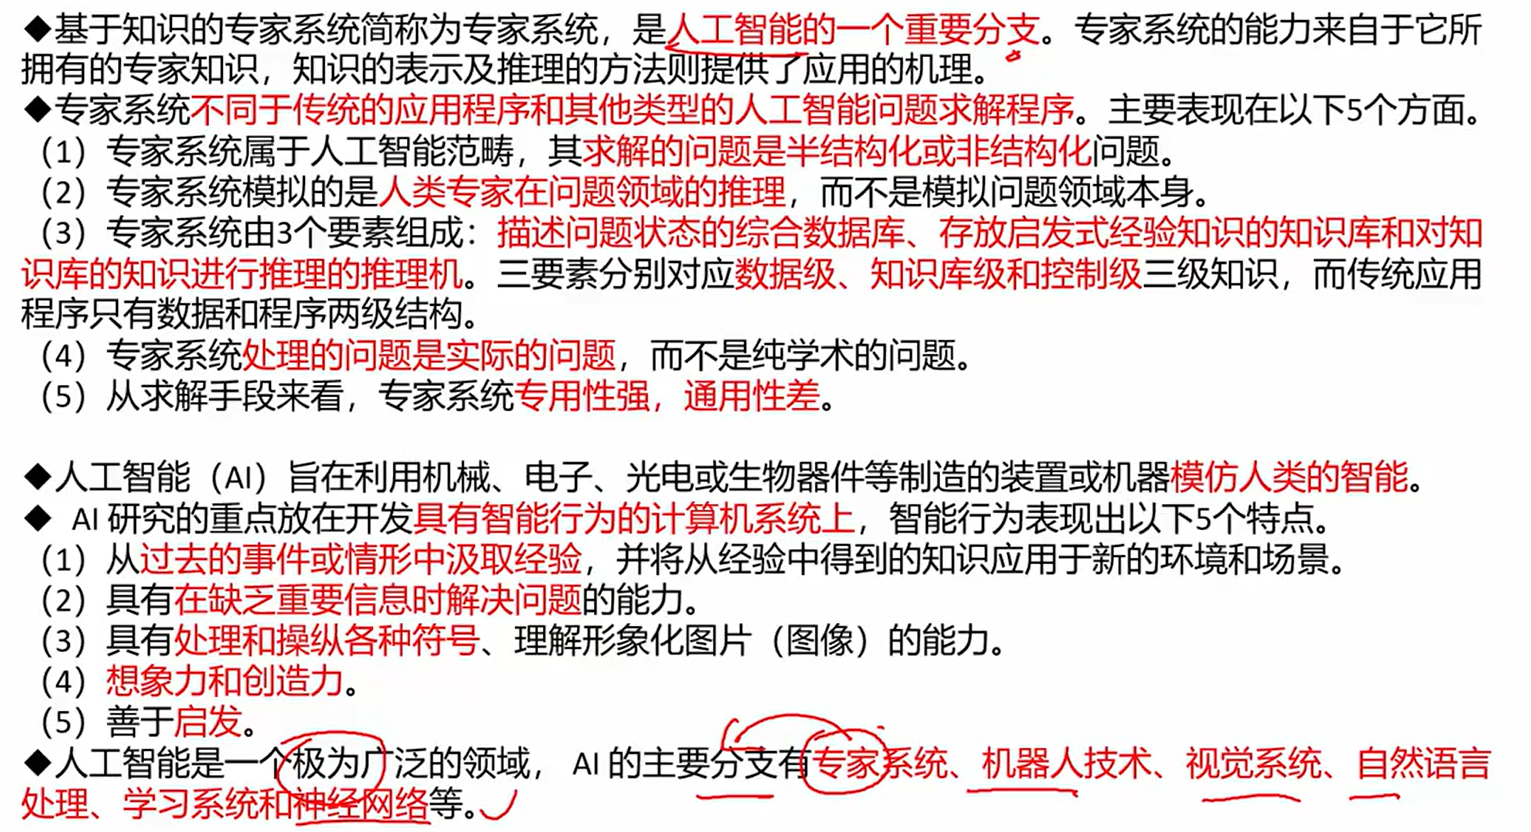 ◆基于知识的专家系统简称为专家系统，是人工智能的一个重要分支。专家系统的能力来自于它所
拥有的专家知识，知识的表示及推理的方法则提供了应用的机理。
◆专家系统不同于传统的应用程序和其他类型的人工智能问题求解程序。主要表现在以下5个方面。
（1）专家系统属于人工智能范畴，其求解的问题是半结构化或非结构化问题。
（2）专家系统模拟的是人类专家在问题领域的推理，而不是模拟问题领域本身。
（3）专家系统由3个要素组成：描述问题状态的综合数据库、存放启发式经验知识的知识库和对知
识库的知识进行推理的推理机。三要素分别对应数据级、知识库级和控制级三级知识，而传统应用
程序只有数据和程序两级结构。
（4）专家系统处理的问题是实际的问题，而不是纯学术的问题。
（5）从求解手段来看，专家系统专用性强，通用性差。
◆人工智能（AI）旨在利用机械、电子、光电或生物器件等制造的装置或机器模仿人类的智能。
◆ AI 研究的重点放在开发具有智能行为的计算机系统上，智能行为表现出以下5个特点。
（1）从过去的事件或情形中汲取经验，并将从经验中得到的知识应用于新的环境和场景。
（2）具有在缺乏重要信息时解决问题的能力。
（3）具有处理和操纵各种符号、理解形象化图片（图像）的能力。
（4）想象力和创造力。
（5）善于启发。
◆人工智能是一个极为广泛的领域， AI 的主要分支有专家系统、机器人技术、视觉系统、自然语言
处理、学习系统和神经网络等。